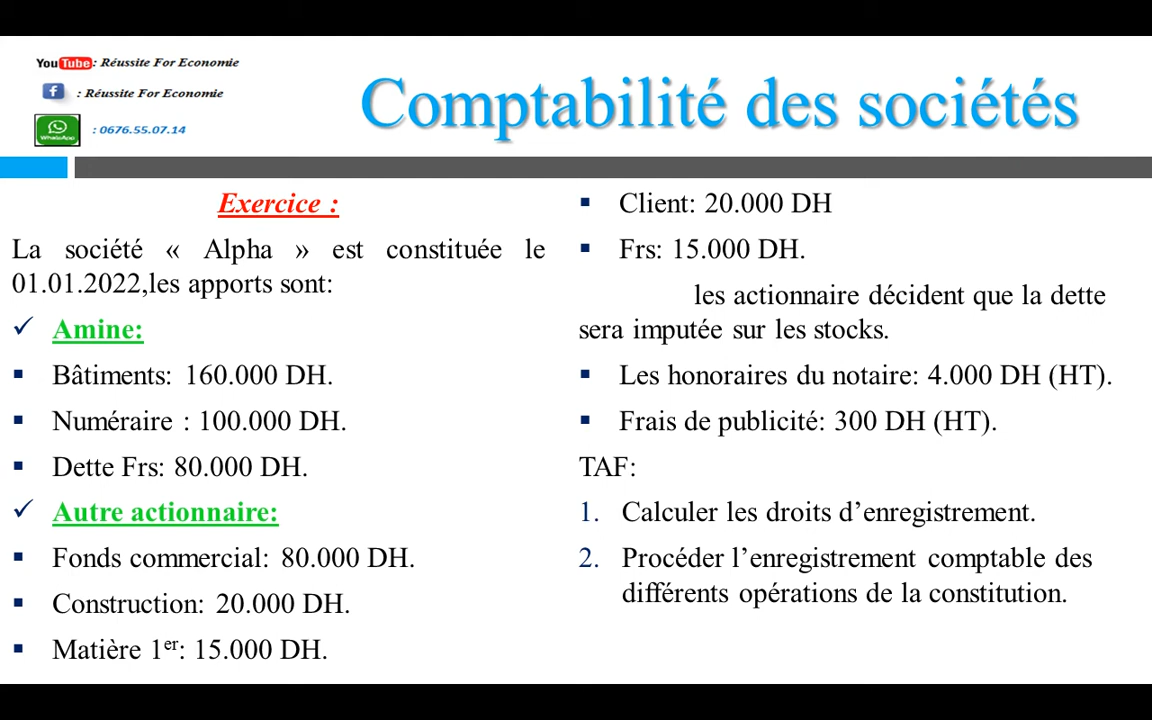 YouTube : Réussite For Economie
: Réussite For Economie
WhatsApp : 0676.55.07.14
Comptabilité des sociétés
Exercice :
La société « Alpha » est constituée le
01.01.2022,les apports sont:
✓ Amine:
▪ Bâtiments: 160.000 DH.
▪ Numéraire : 100.000 DH.
▪ Dette Frs: 80.000 DH.
✓ Autre actionnaire:
▪ Fonds commercial: 80.000 DH.
▪ Construction: 20.000 DH.
▪ Matière 1er: 15.000 DH.
▪ Client: 20.000 DH
▪ Frs: 15.000 DH.
les actionnaire décident que la dette
sera imputée sur les stocks.
▪ Les honoraires du notaire: 4.000 DH (HT).
▪ Frais de publicité: 300 DH (HT).
TAF:
1. Calculer les droits d’enregistrement.
2. Procéder l’enregistrement comptable des
différents opérations de la constitution.